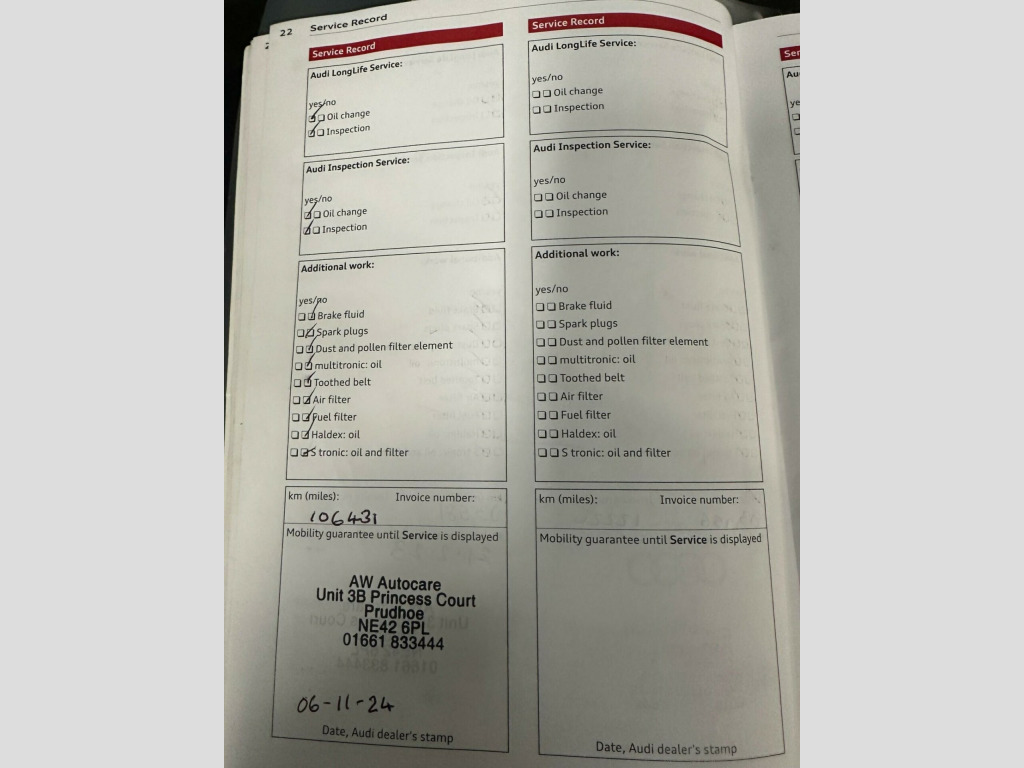 22 Service Record
Service Record
Audi LongLife Service:
yes/no
Oil change
Inspection
Audi Inspection Service:
yes/no
Oil change
Inspection
Additional work:
yes/no
Brake fluid
Spark plugs
Dust and pollen filter element
multitronic: oil
Toothed belt
Air filter
Fuel filter
Haldex: oil
S tronic: oil and filter
km (miles): Invoice number:
106431
Mobility guarantee until Service is displayed
AW Autocare
Unit 3B Princess Court
Prudhoe
NE42 6PL
01661 833444
06-11-24
Date, Audi dealer's stamp
Service Record
Audi LongLife Service:
yes/no
Oil change
Inspection
Audi Inspection Service:
yes/no
Oil change
Inspection
Additional work:
yes/no
Brake fluid
Spark plugs
Dust and pollen filter element
multitronic: oil
Toothed belt
Air filter
Fuel filter
Haldex: oil
S tronic: oil and filter
km (miles): Invoice number:
Mobility guarantee until Service is displayed
Date, Audi dealer's stamp